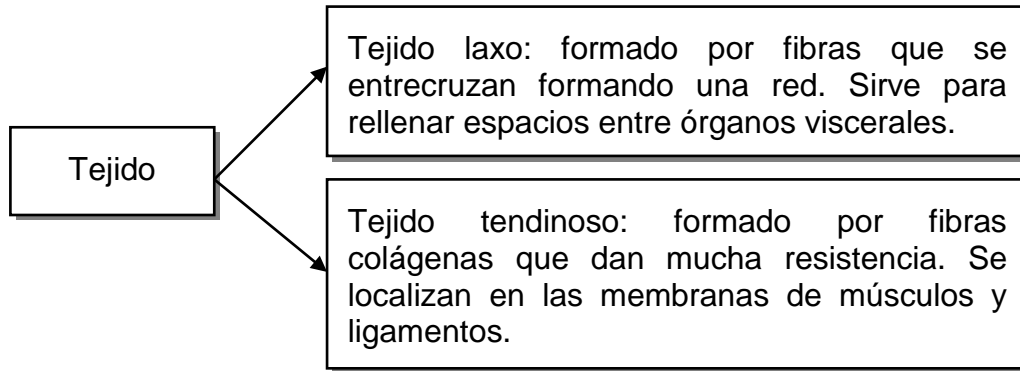 Tejido laxo: formado por fibras que se
entrecruzan formando una red. Sirve para
rellenar espacios entre órganos viscerales.
Tejido
Tejido tendinoso: formado por fibras
colágenas que dan mucha resistencia. Se
localizan en las membranas de músculos y
ligamentos.